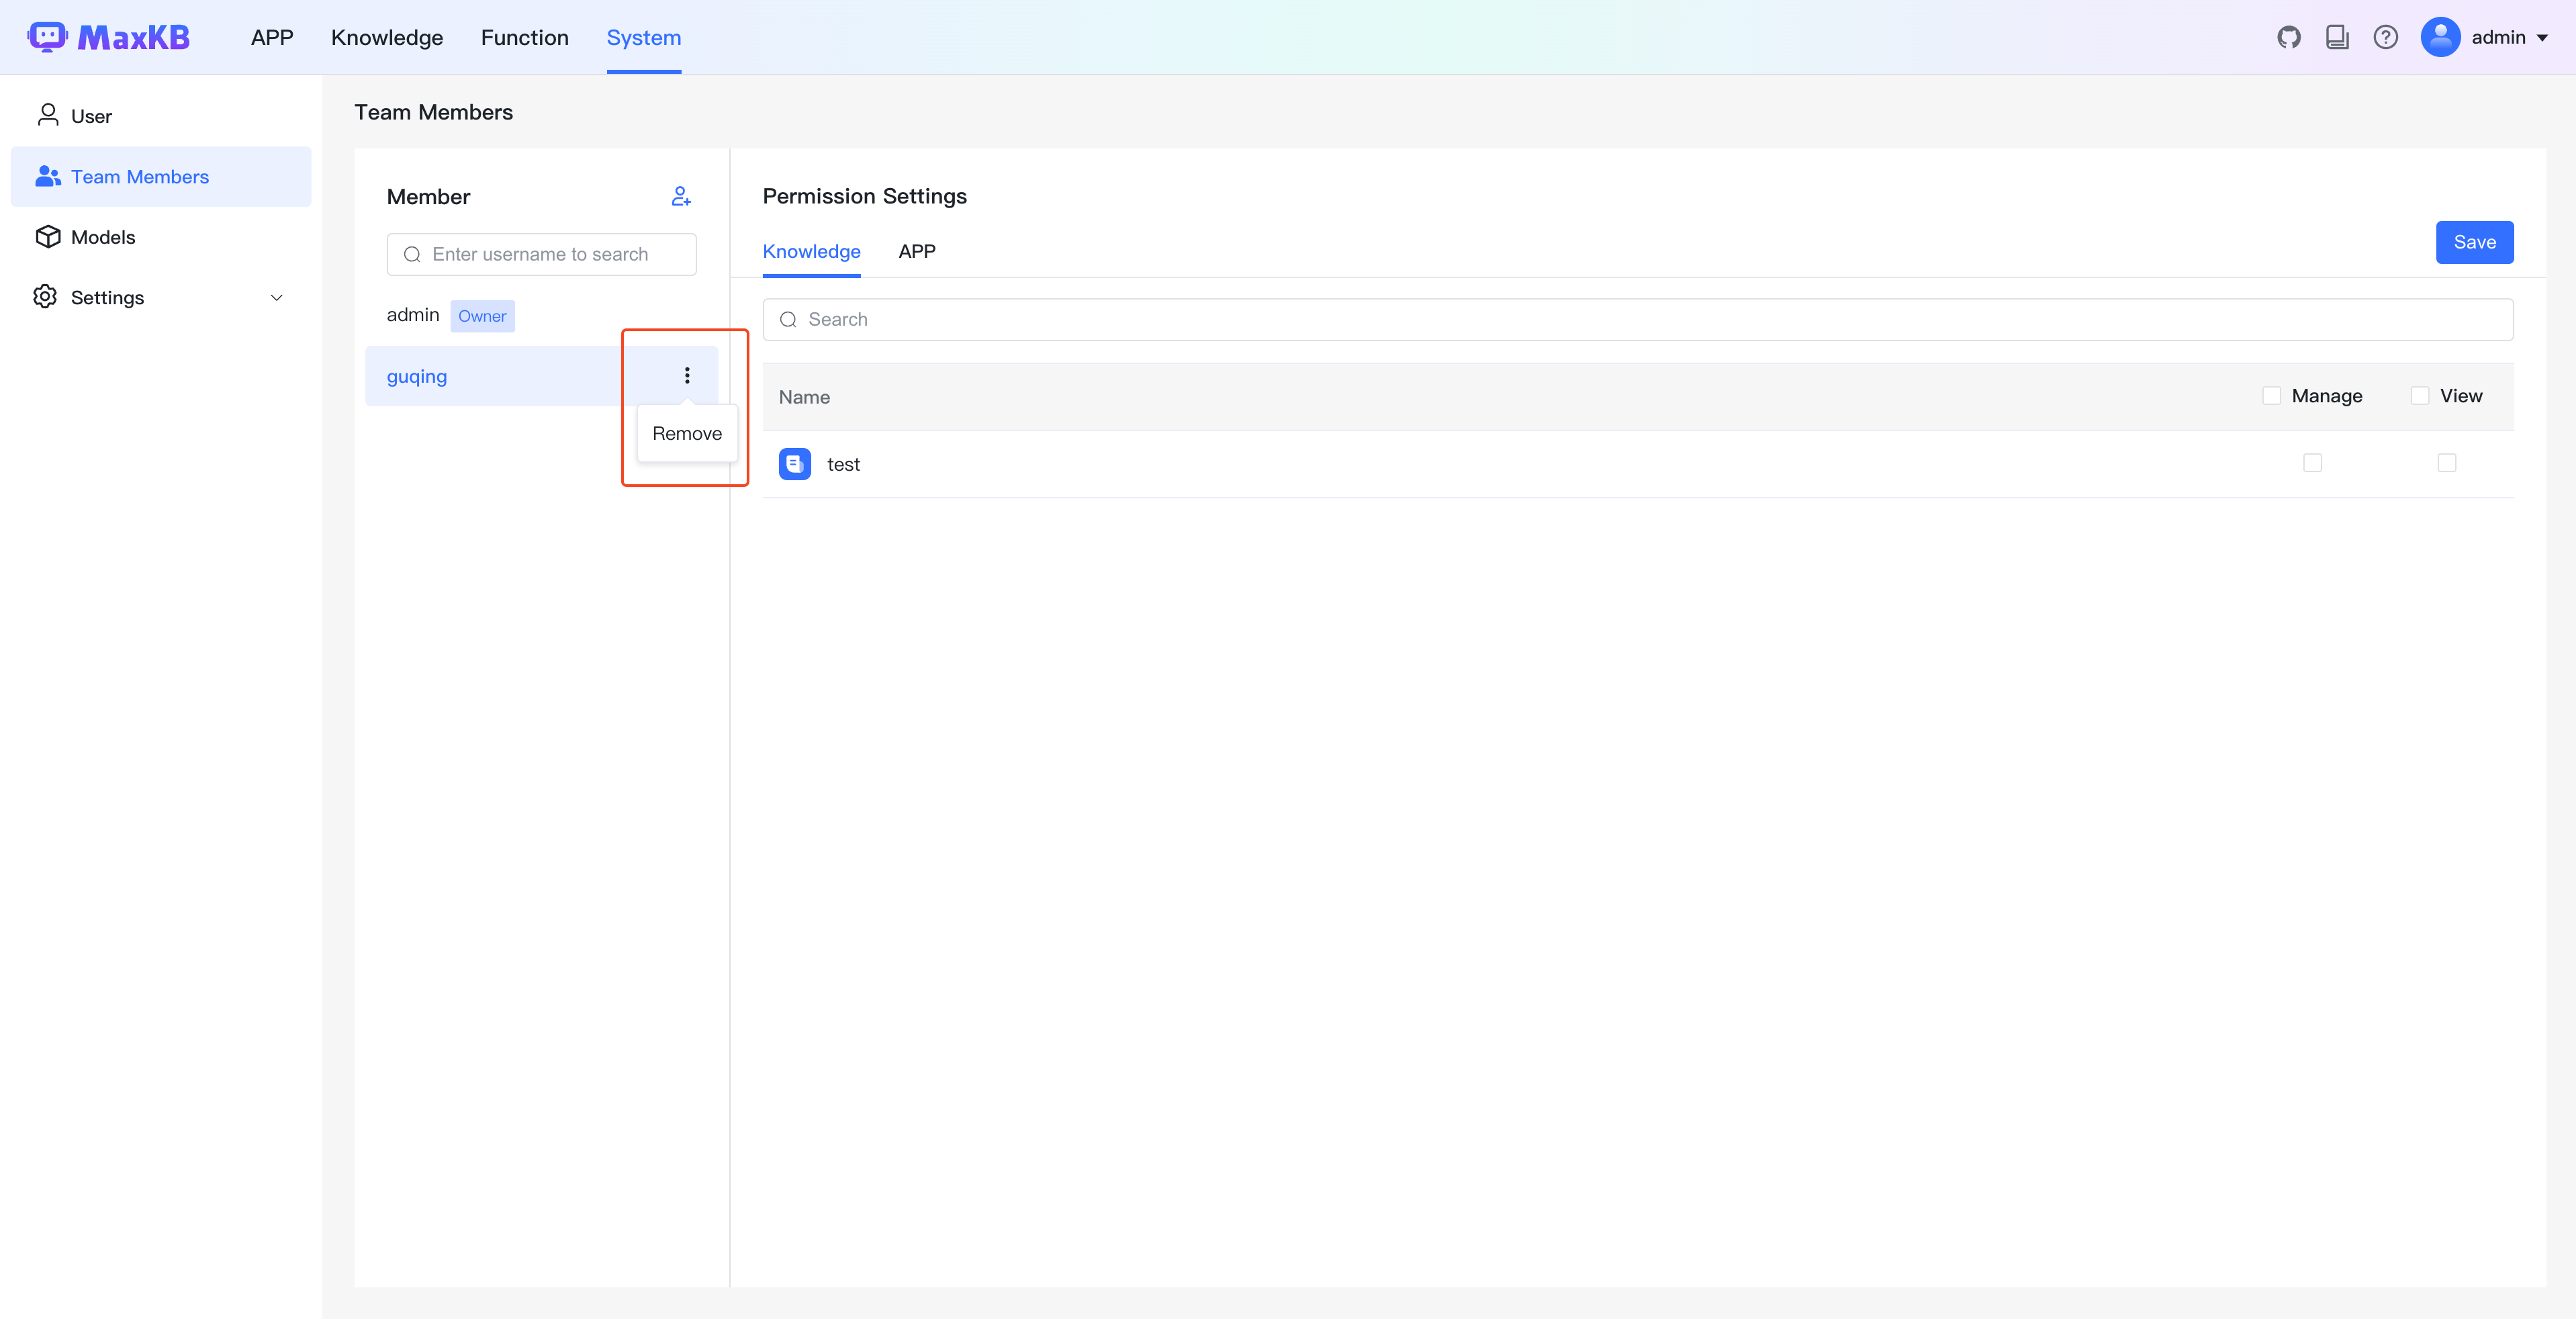 MaxKB APP Knowledge Function System admin
User
Team Members
Models
Settings
Team Members
Member
Enter username to search
admin Owner
guqing
Remove
Permission Settings
Knowledge APP
Save
Search
Name Manage View
test